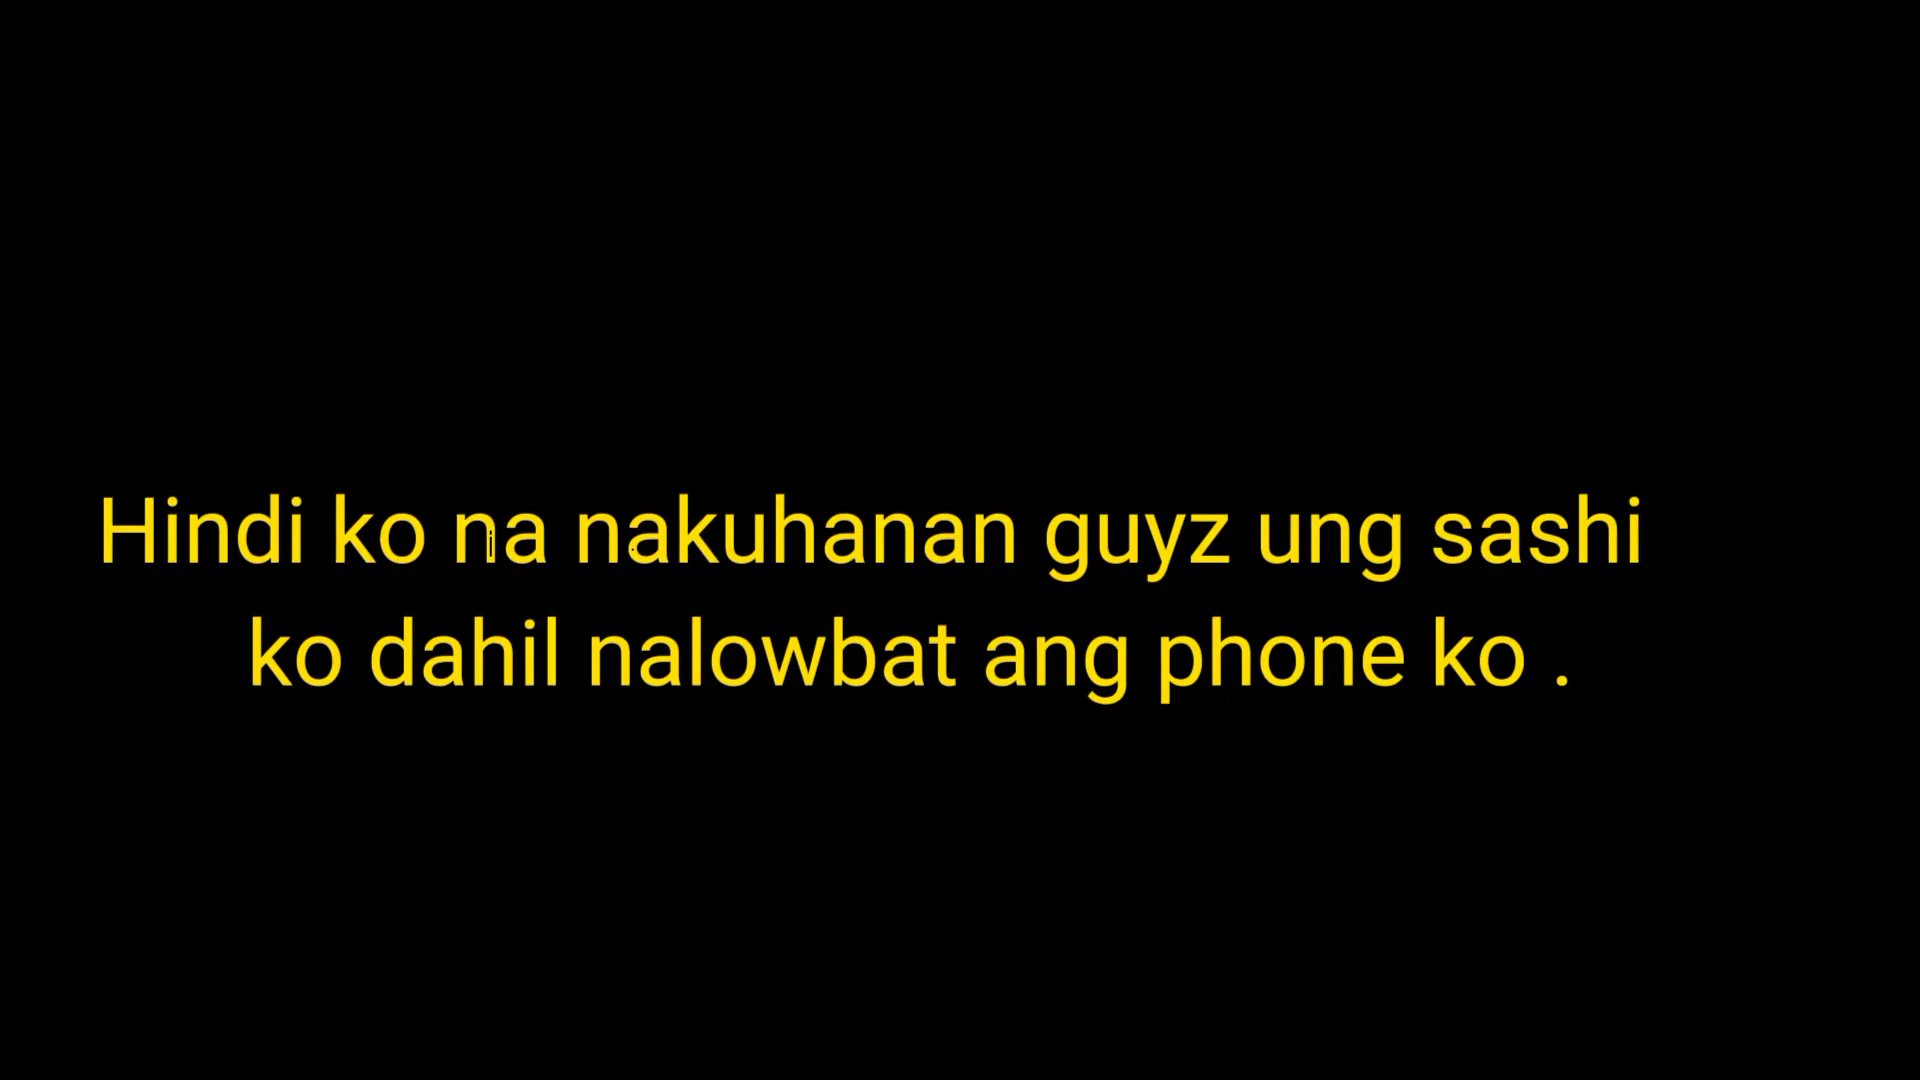 Hindi ko na nakuhanan guyz ung sashi
ko dahil nalowbat ang phone ko .